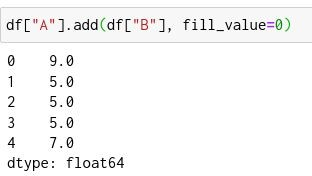 df["A"].add(df["B"], fill_value=0)
0    9.0
1    5.0
2    5.0
3    5.0
4    7.0
dtype: float64